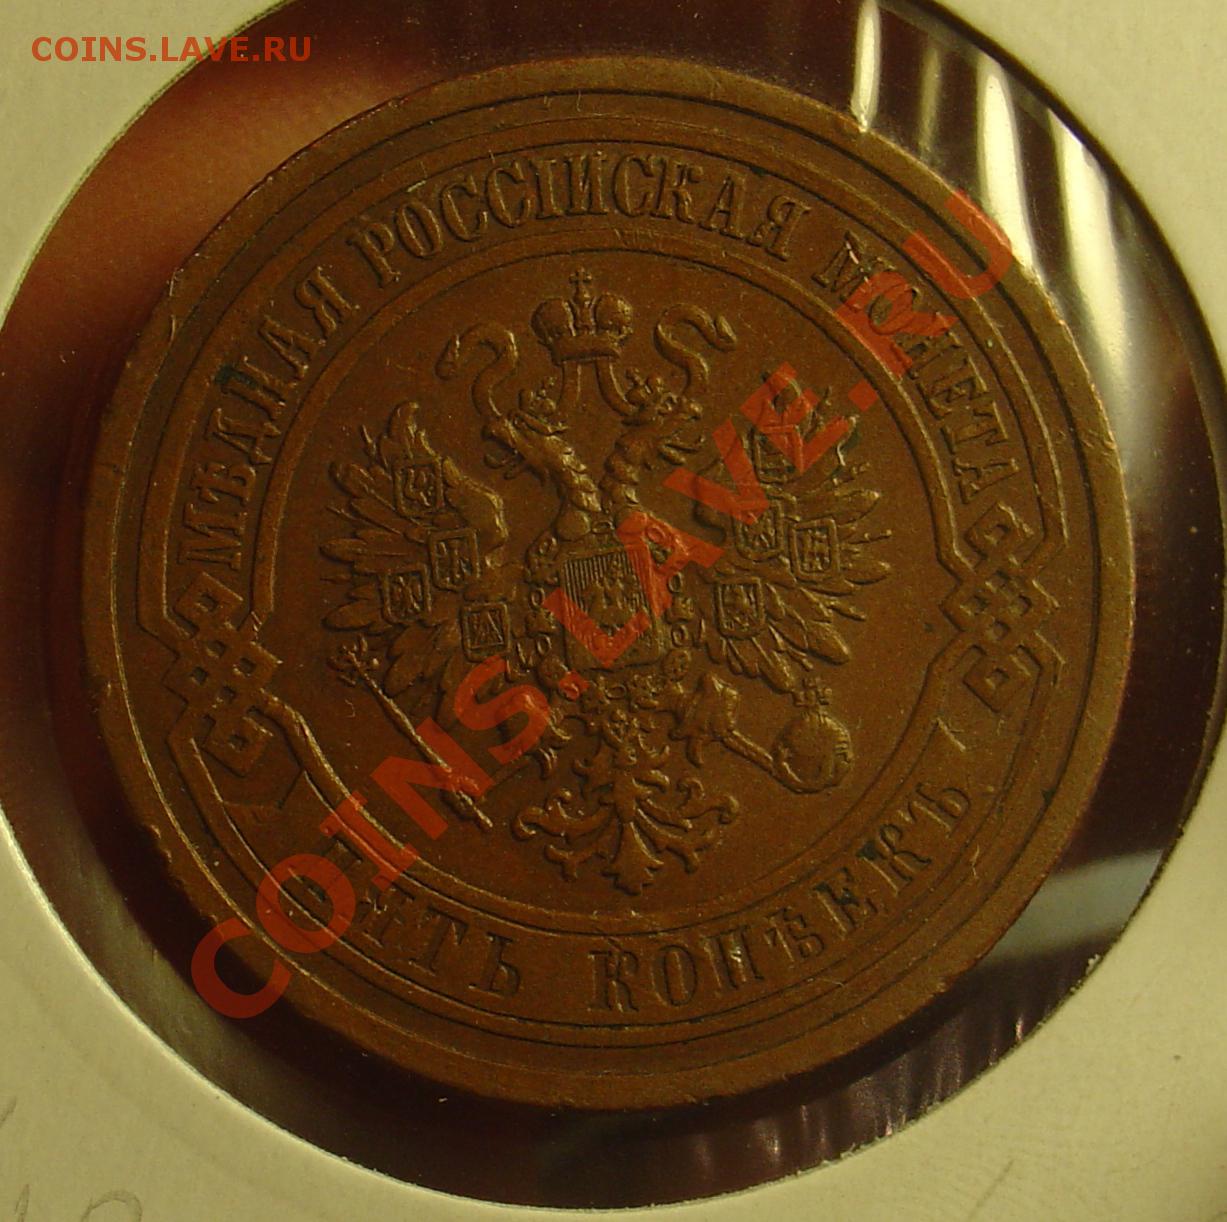 COINS.LAVE.RU
МѢДНАЯ РОССІЙСКАЯ МОНЕТА
COINS.LAVE.RU
ПЯТЬ КОПѢЕКЪ